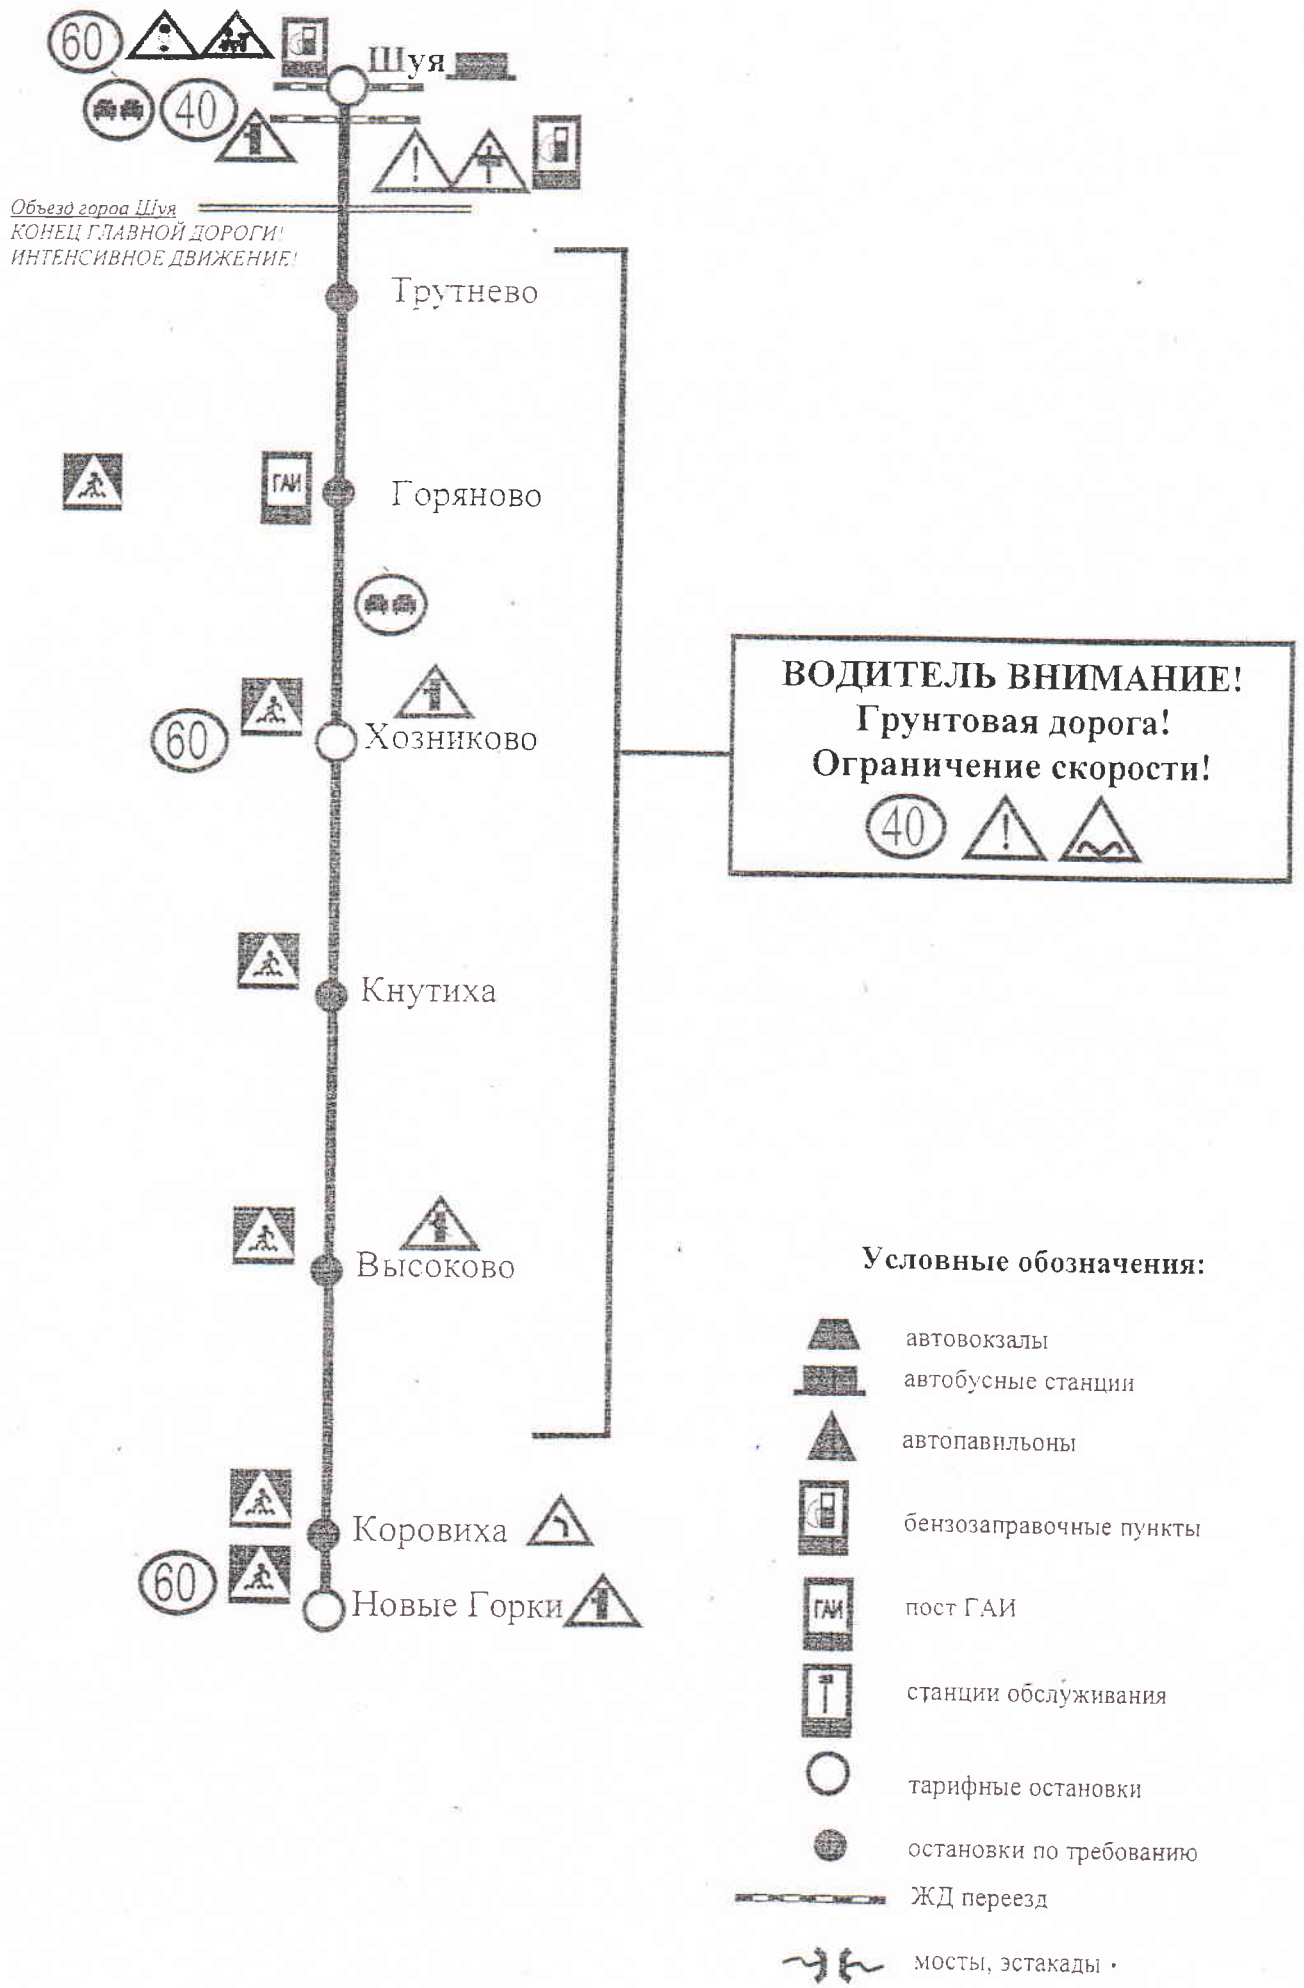 60
Шуя
40
Объезд гороа Шуя
КОНЕЦ ГЛАВНОЙ ДОРОГИ!
ИНТЕНСИВНОЕ ДВИЖЕНИЕ!
Трутнево
ГАИ
Горяново
60
Хозниково
ВОДИТЕЛЬ ВНИМАНИЕ!
Грунтовая дорога!
Ограничение скорости!
40
Кнутиха
Высоково
Коровиха
60
Новые Горки
Условные обозначения:
автовокзалы
автобусные станции
автопавильоны
бензозаправочные пункты
ГАИ
пост ГАИ
станции обслуживания
тарифные остановки
остановки по требованию
ЖД переезд
мосты, эстакады